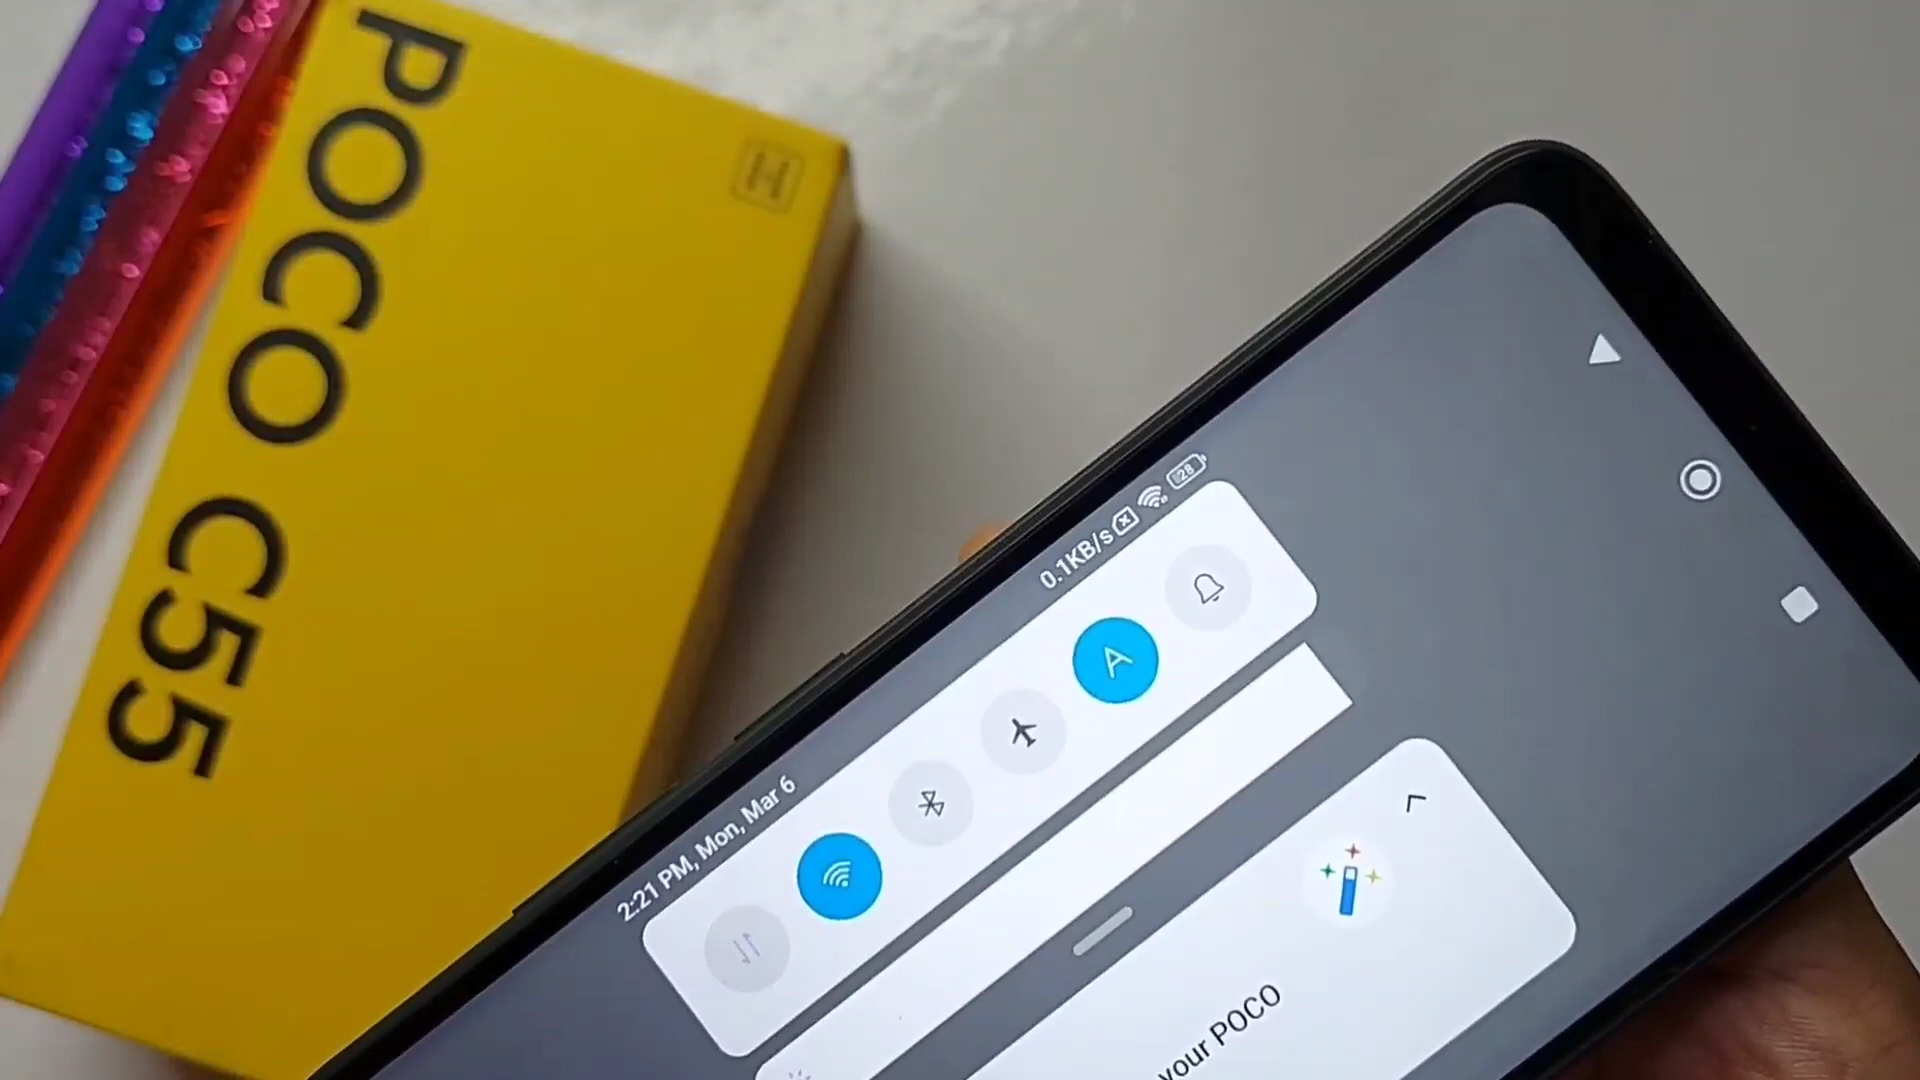 POCO C55
H
0.1KB/s
28
2:21 PM, Mon, Mar 6
A
your POCO